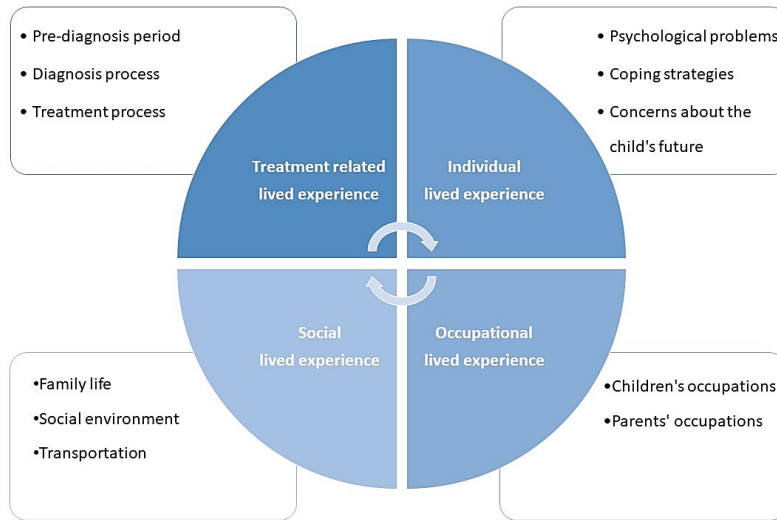 • Pre-diagnosis period
• Diagnosis process
• Treatment process
• Psychological problems
• Coping strategies
• Concerns about the
child's future
Treatment related
lived experience
Individual
lived experience
Social
lived experience
Occupational
lived experience
•Family life
•Social environment
•Transportation
•Children's occupations
•Parents' occupations